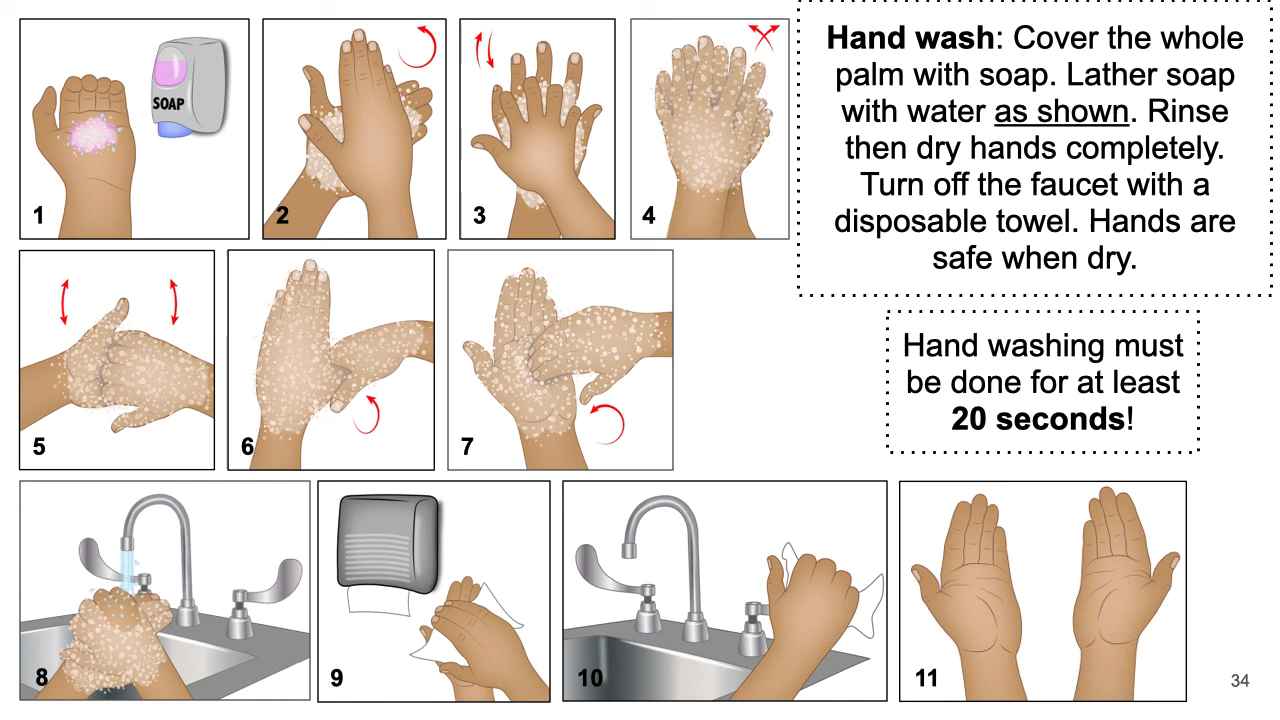 SOAP
1
2
3
4
Hand wash: Cover the whole
palm with soap. Lather soap
with water as shown. Rinse
then dry hands completely.
Turn off the faucet with a
disposable towel. Hands are
safe when dry.
5
6
7
Hand washing must
be done for at least
20 seconds!
8
9
10
11
34